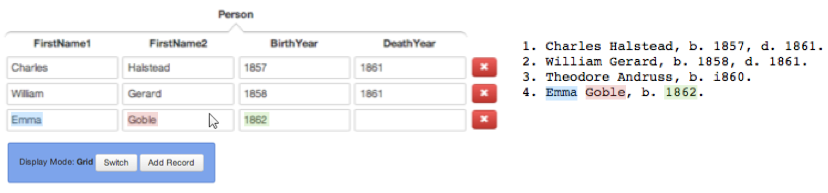 Person
FirstName1 FirstName2 BirthYear DeathYear
Charles Halstead 1857 1861
William Gerard 1858 1861
Emma Goble 1862
Display Mode: Grid Switch Add Record
1. Charles Halstead, b. 1857, d. 1861.
2. William Gerard, b. 1858, d. 1861.
3. Theodore Andruss, b. i860.
4. Emma Goble, b. 1862.